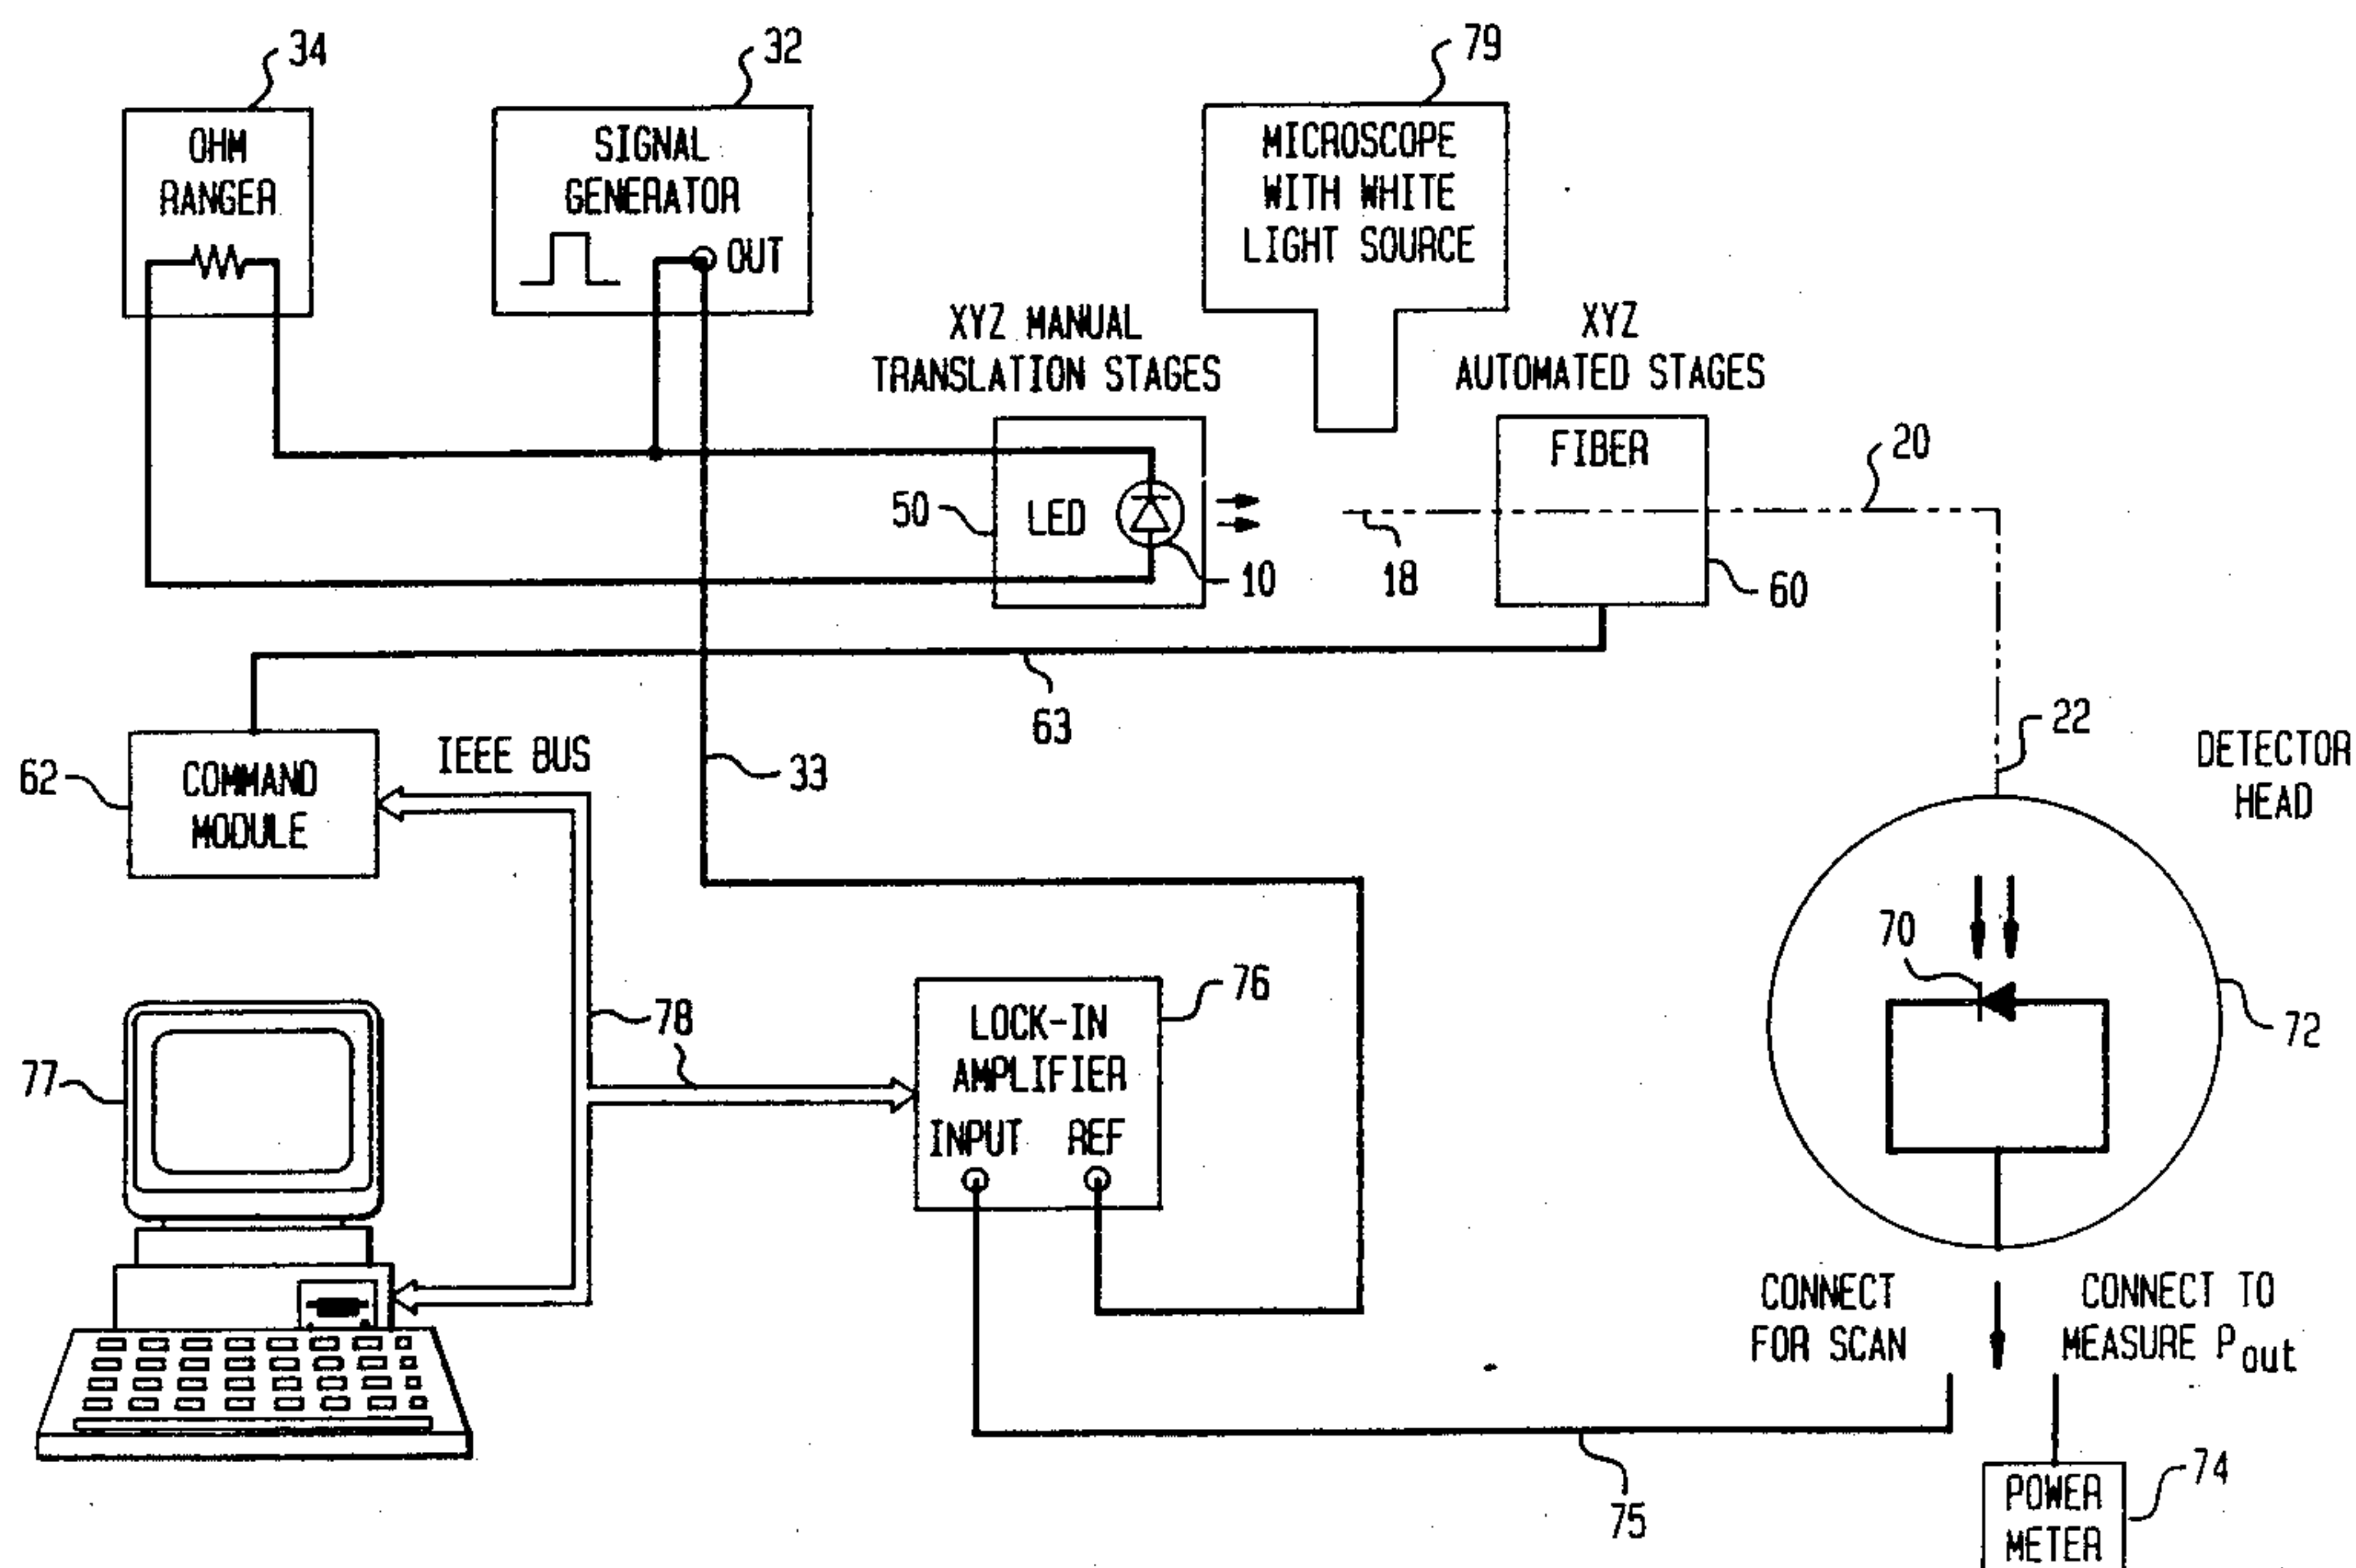 34
32
79
OHM
RANGER
SIGNAL
GENERATOR
OUT
MICROSCOPE
WITH WHITE
LIGHT SOURCE
XYZ MANUAL
TRANSLATION STAGES
XYZ
AUTOMATED STAGES
FIBER
20
50
LED
10
18
60
63
22
DETECTOR
HEAD
62
COMMAND
MODULE
IEEE BUS
33
70
72
76
78
LOCK-IN
AMPLIFIER
INPUT REF
77
CONNECT
FOR SCAN
CONNECT TO
MEASURE Pout
75
74
POWER
METER